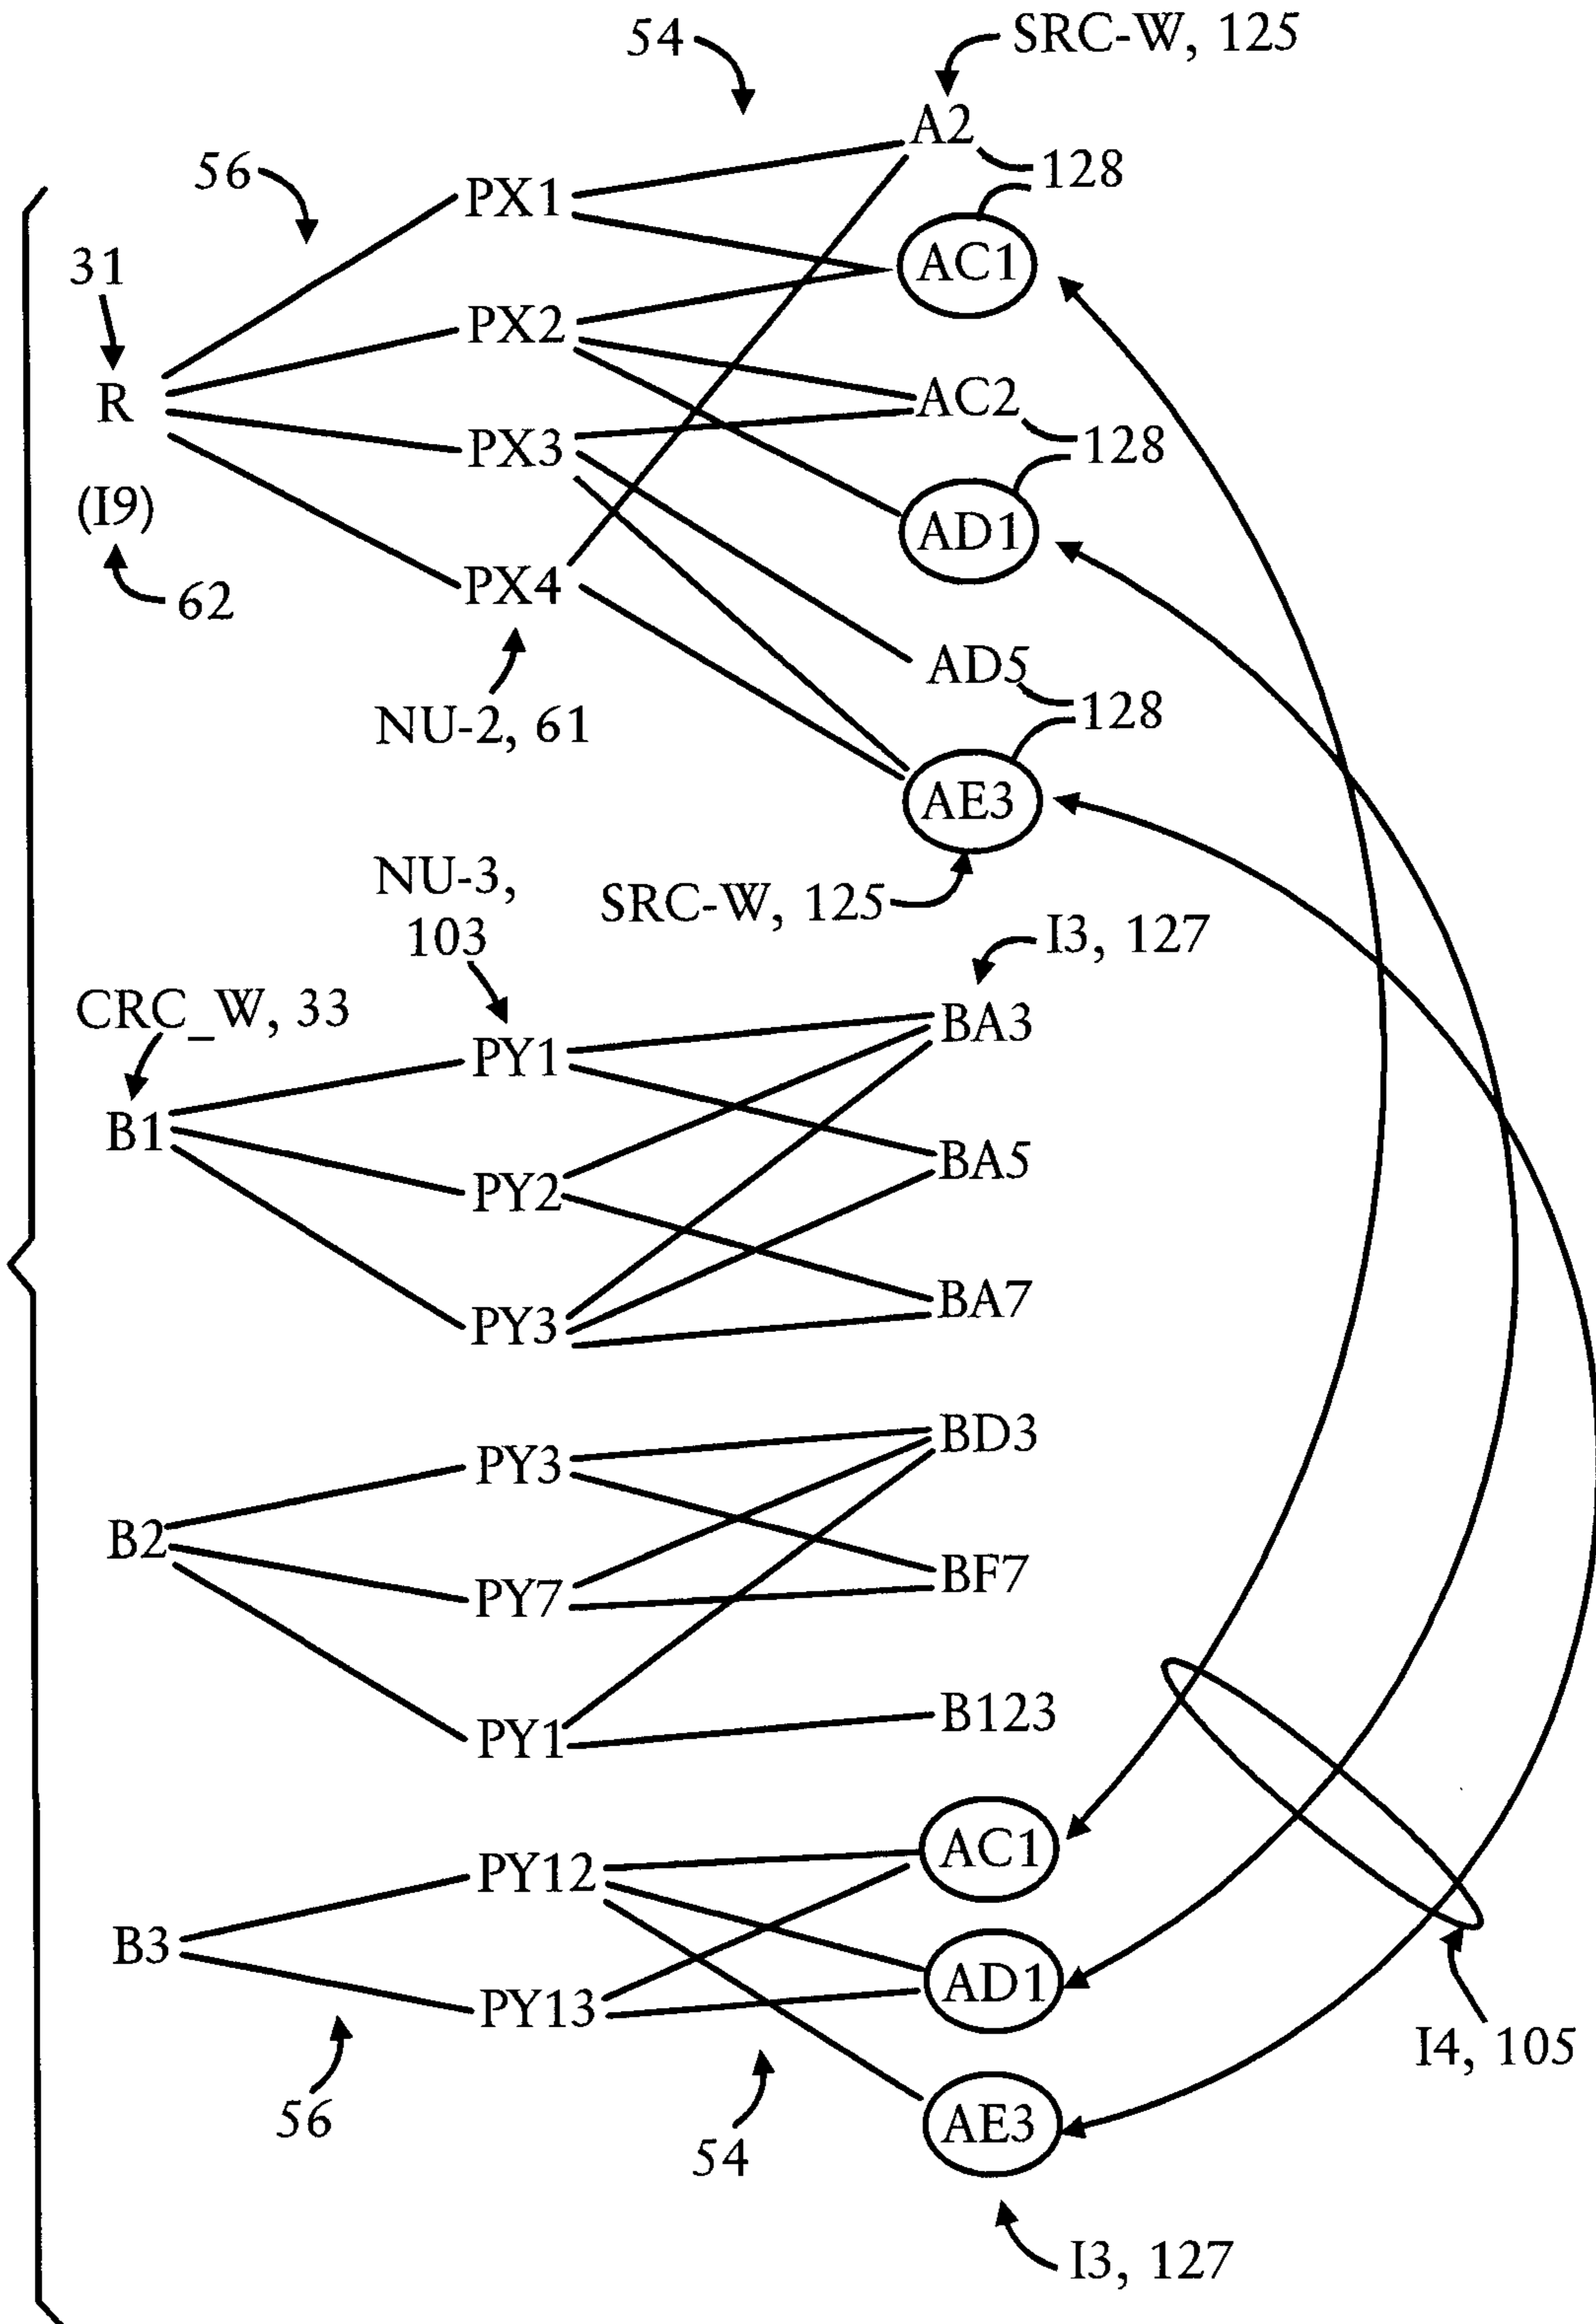 54
SRC-W, 125
A2
56
PX1
128
31
AC1
PX2
R
AC2
PX3
128
(I9)
AD1
62
PX4
AD5
NU-2, 61
128
AE3
NU-3,
103
SRC-W, 125
I3, 127
CRC_W, 33
BA3
PY1
B1
BA5
PY2
BA7
PY3
BD3
PY3
B2
BF7
PY7
B123
PY1
AC1
PY12
B3
AD1
PY13
I4, 105
56
54
AE3
I3, 127